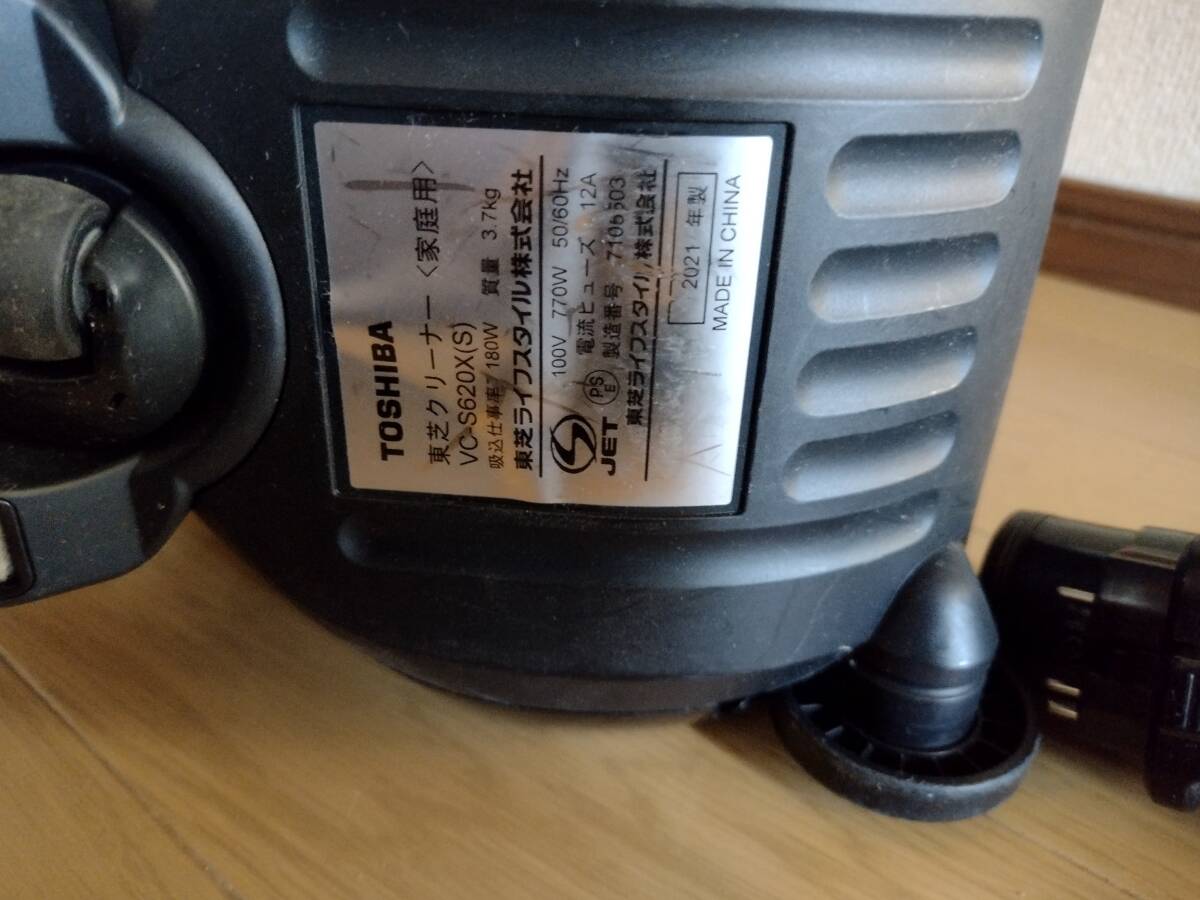 TOSHIBA
東芝クリーナー〈家庭用〉
VC-S620X(S)
吸込仕事率 180W 質量 3.7kg
東芝ライフスタイル株式会社
100V 770W 50/60Hz
電流ヒューズ 12A
JET
PS
E
製造番号 7106503
東芝ライフスタイル株式会社
2021 年製
MADE IN CHINA